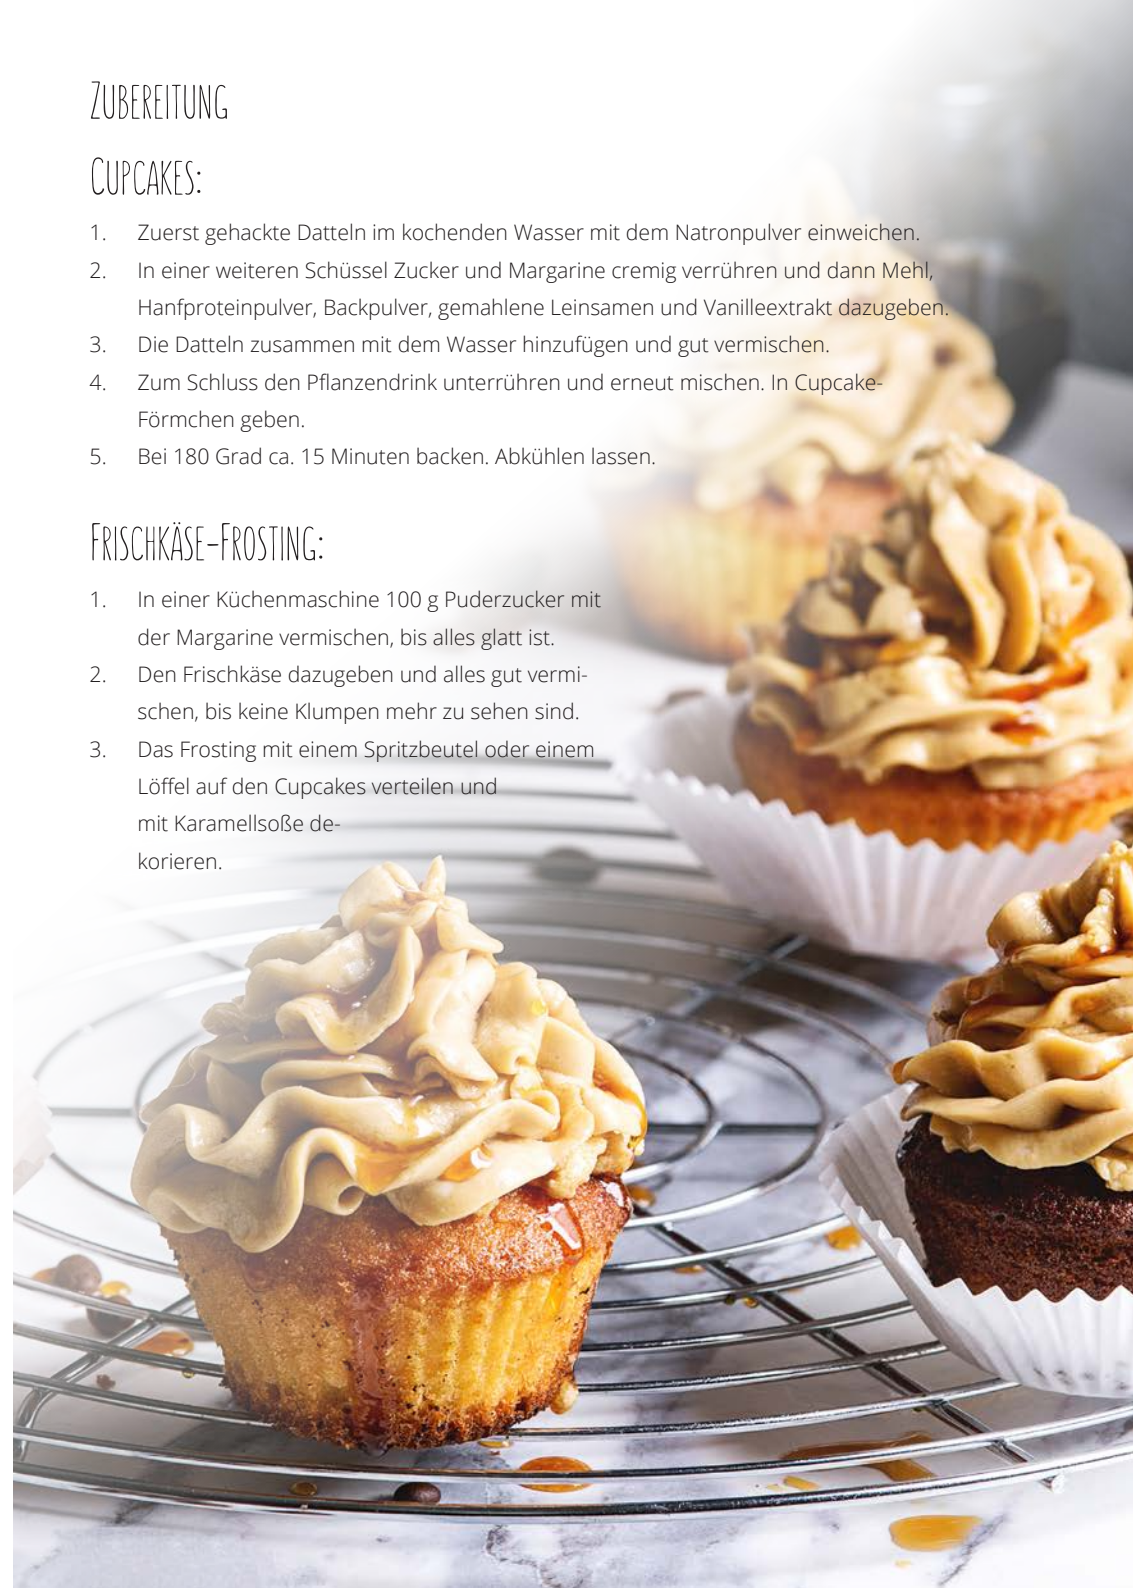 ZUBEREITUNG
CUPCAKES:
1. Zuerst gehackte Datteln im kochenden Wasser mit dem Natronpulver einweichen.
2. In einer weiteren Schüssel Zucker und Margarine cremig verrühren und dann Mehl,
Hanfproteinpulver, Backpulver, gemahlene Leinsamen und Vanilleextrakt dazugeben.
3. Die Datteln zusammen mit dem Wasser hinzufügen und gut vermischen.
4. Zum Schluss den Pflanzendrink unterrühren und erneut mischen. In Cupcake-
Förmchen geben.
5. Bei 180 Grad ca. 15 Minuten backen. Abkühlen lassen.
FRISCHKÄSE-FROSTING:
1. In einer Küchenmaschine 100 g Puderzucker mit
der Margarine vermischen, bis alles glatt ist.
2. Den Frischkäse dazugeben und alles gut vermi-
schen, bis keine Klumpen mehr zu sehen sind.
3. Das Frosting mit einem Spritzbeutel oder einem
Löffel auf den Cupcakes verteilen und
mit Karamellsoße de-
korieren.